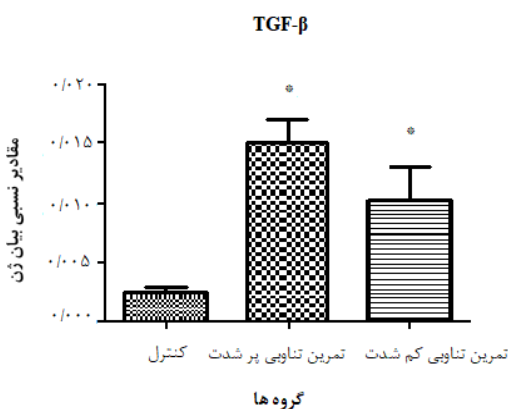 TGF-β
مقادیر نسبی بیان ژن
۰/۰۲۰
*
*
۰/۰۱۵
۰/۰۱۰
۰/۰۰۵
۰/۰۰۰
کنترل
تمرین تناوبی پر شدت
تمرین تناوبی کم شدت
گروه ها